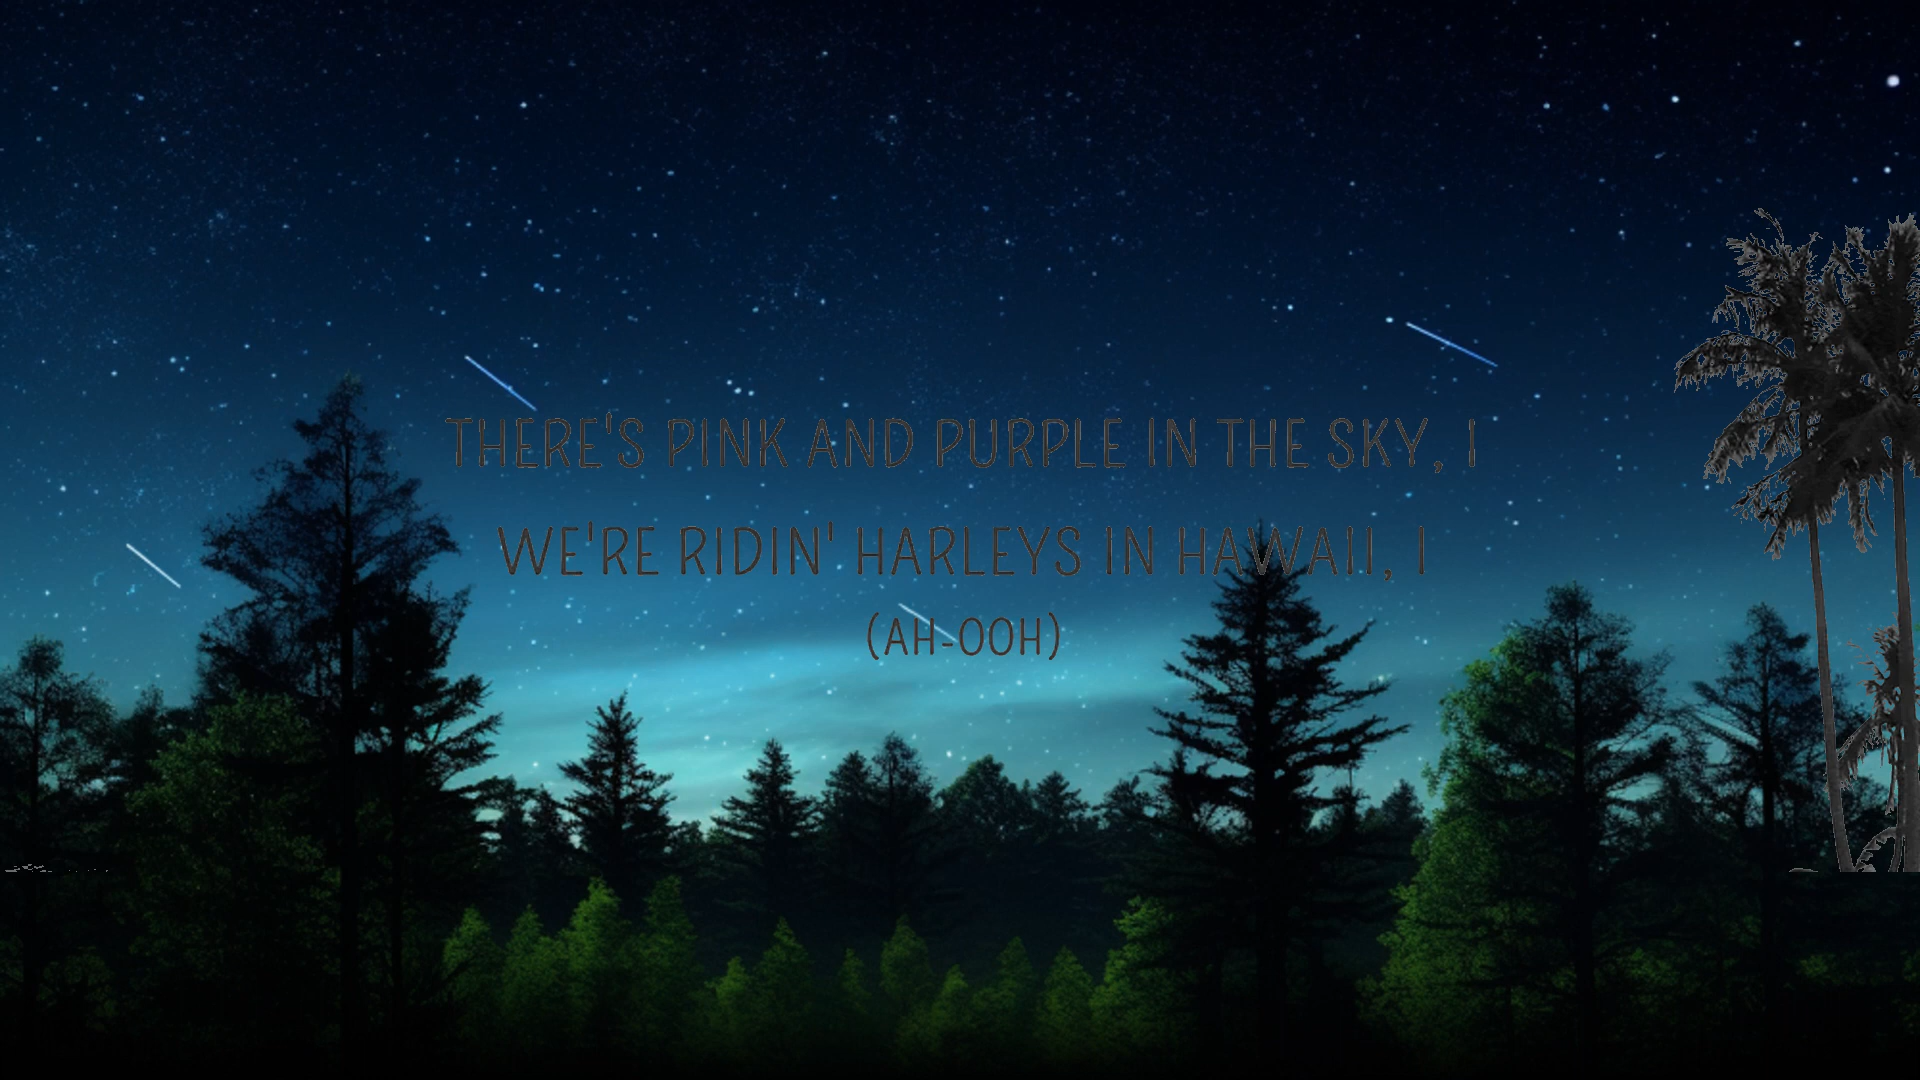 THERE'S PINK AND PURPLE IN THE SKY, I
WE'RE RIDIN' HARLEYS IN HAWAII, I
(AH-OOH)